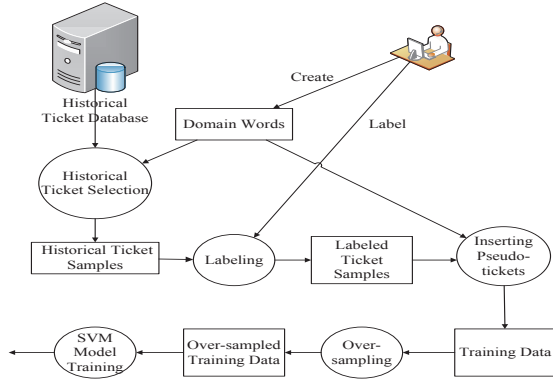 Create
Historical
Ticket Database
Domain Words
Label
Historical
Ticket Selection
Historical Ticket
Samples
Labeling
Labeled
Ticket
Samples
Inserting
Pseudo-
tickets
SVM
Model
Training
Over-sampled
Training Data
Over-
sampling
Training Data